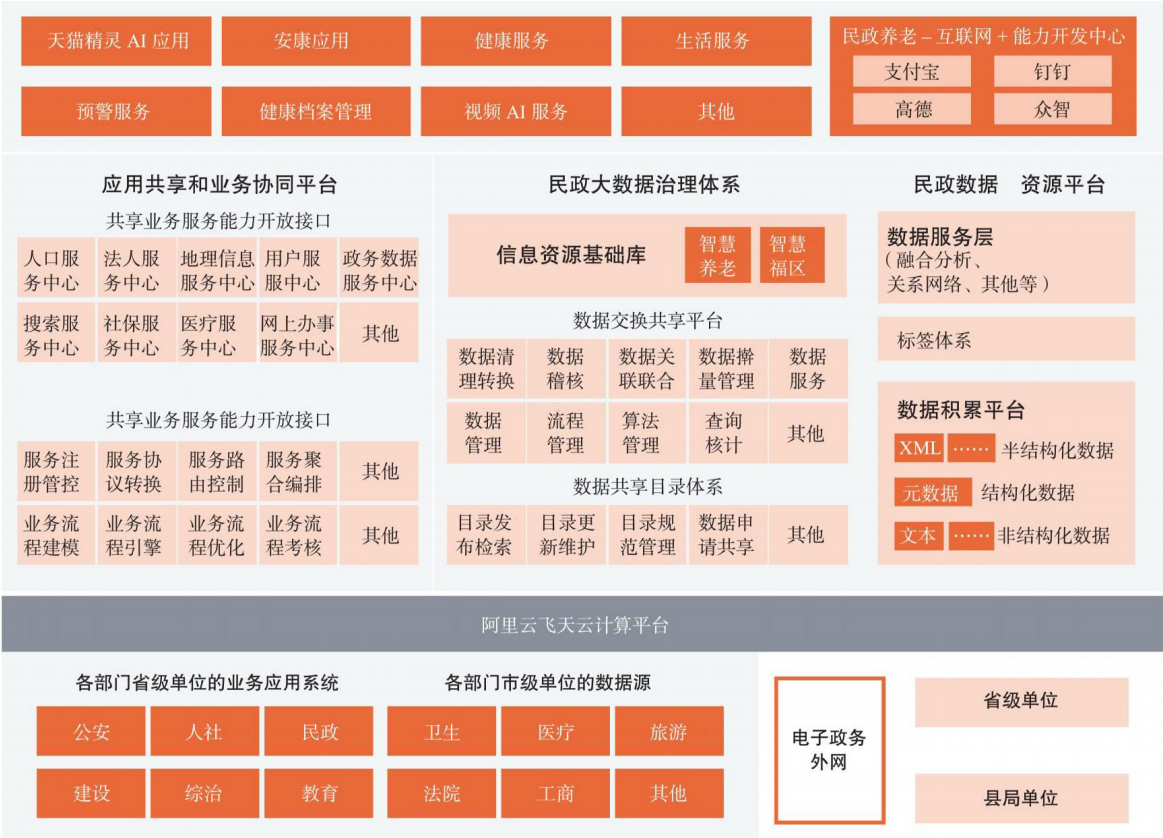 天猫精灵 AI 应用
安康应用
健康服务
生活服务
预警服务
健康档案管理
视频 AI 服务
其他
民政养老–互联网+能力开发中心
支付宝
钉钉
高德
众智
应用共享和业务协同平台
共享业务服务能力开放接口
人口服
务中心
法人服
务中心
地理信息
服务中心
用户服
服中心
政务数据
服务中心
搜索服
务中心
社保服
务中心
医疗服
务中心
网上办事
服务中心
其他
共享业务服务能力开放接口
服务注
册管控
服务协
议转换
服务路
由控制
服务聚
合编排
其他
业务流
程建模
业务流
程引擎
业务流
程优化
业务流
程考核
其他
民政大数据治理体系
信息资源基础库
智慧
养老
智慧
福区
数据交换共享平台
数据清
理转换
数据
稽核
数据关
联联合
数据擀
量管理
数据
服务
数据
管理
流程
管理
算法
管理
查询
核计
其他
数据共享目录体系
目录发
布检索
目录更
新维护
目录规
范管理
数据申
请共享
其他
民政数据 资源平台
数据服务层
（融合分析、
关系网络、其他等）
标签体系
数据积累平台
XML …… 半结构化数据
元数据 结构化数据
文本 …… 非结构化数据
阿里云飞天云计算平台
各部门省级单位的业务应用系统
公安
人社
民政
建设
综治
教育
各部门市级单位的数据源
卫生
医疗
旅游
法院
工商
其他
电子政务
外网
省级单位
县局单位